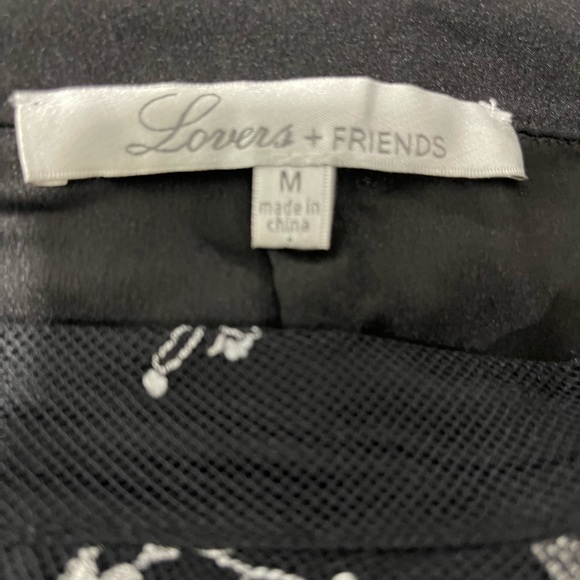 Lovers + FRIENDS
M
made in
china